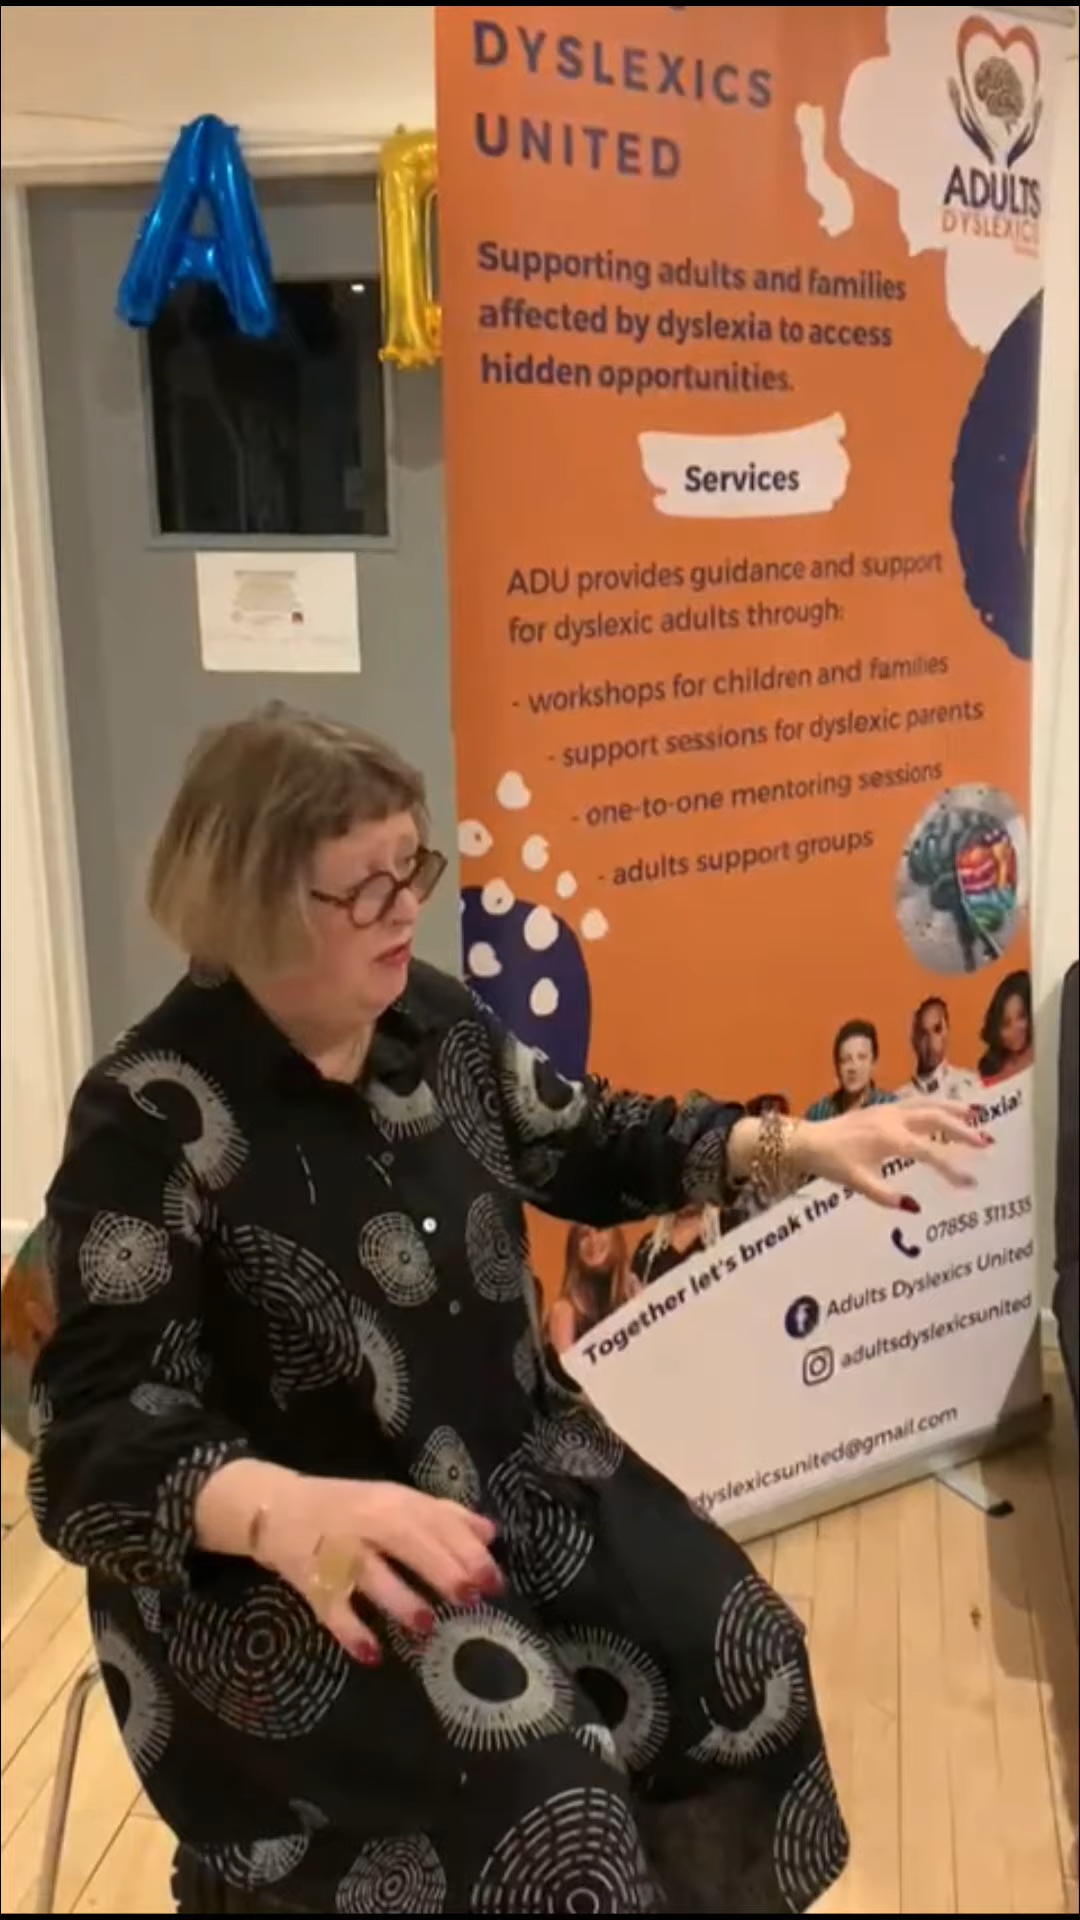 A
DYSLEXICS
UNITED
ADULTS
DYSLEXICS
Supporting adults and families
affected by dyslexia to access
hidden opportunities.
Services
ADU provides guidance and support
for dyslexic adults through:
- workshops for children and families
- support sessions for dyslexic parents
- one-to-one mentoring sessions
- adults support groups
Together let's break the
07858 311335
Adults Dyslexics United
adultsdyslexicsunited
dyslexicsunited@gmail.com